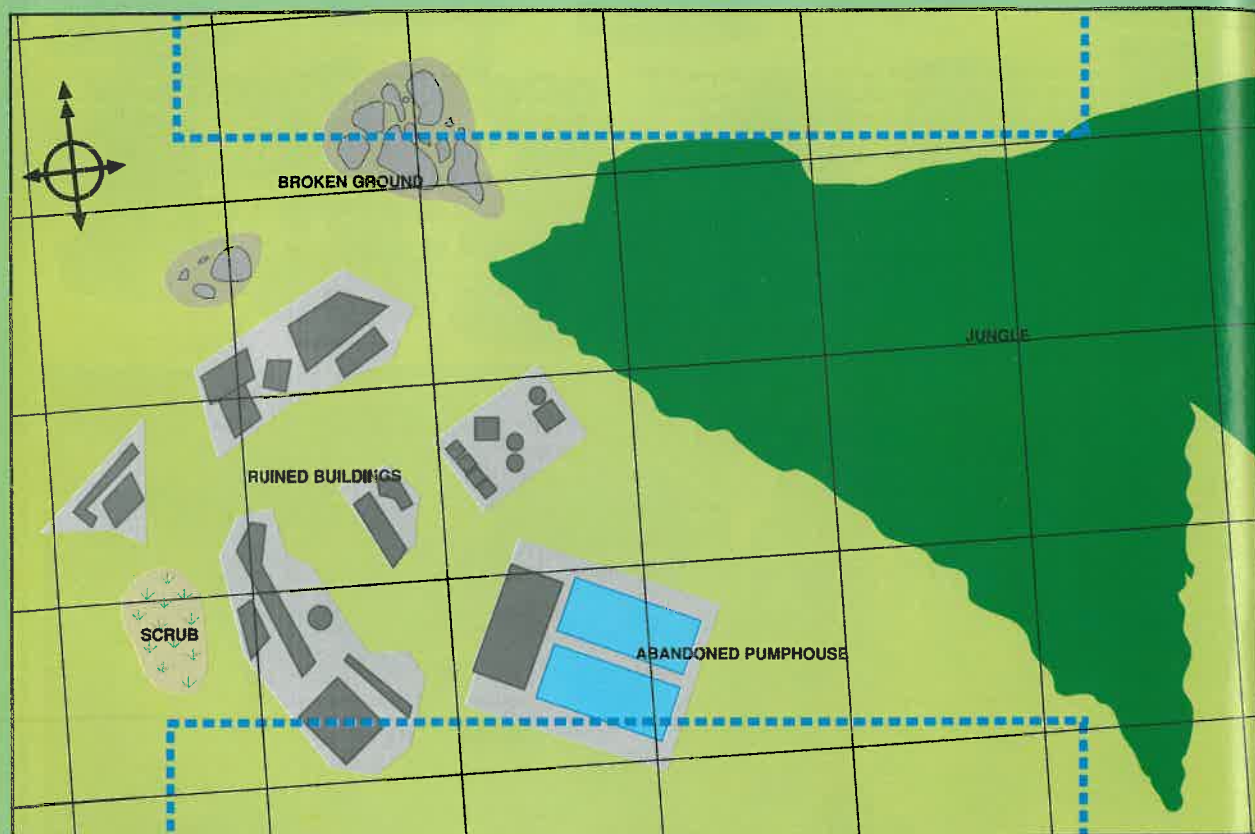 BROKEN GROUND
JUNGLE
RUINED BUILDINGS
SCRUB
ABANDONED PUMPHOUSE